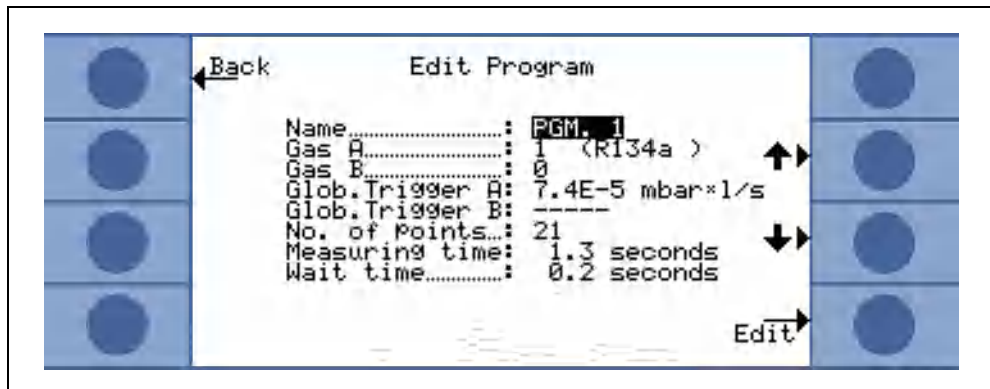 Back
Edit Program
Name......................: PGM. 1
Gas A.....................: 1 (R134a )
Gas B.....................: 0
Glob.Trigger A: 7.4E-5 mbar×l/s
Glob.Trigger B: -----
No. of Points...: 21
Measuring time: 1.3 seconds
Wait time...........: 0.2 seconds
Edit